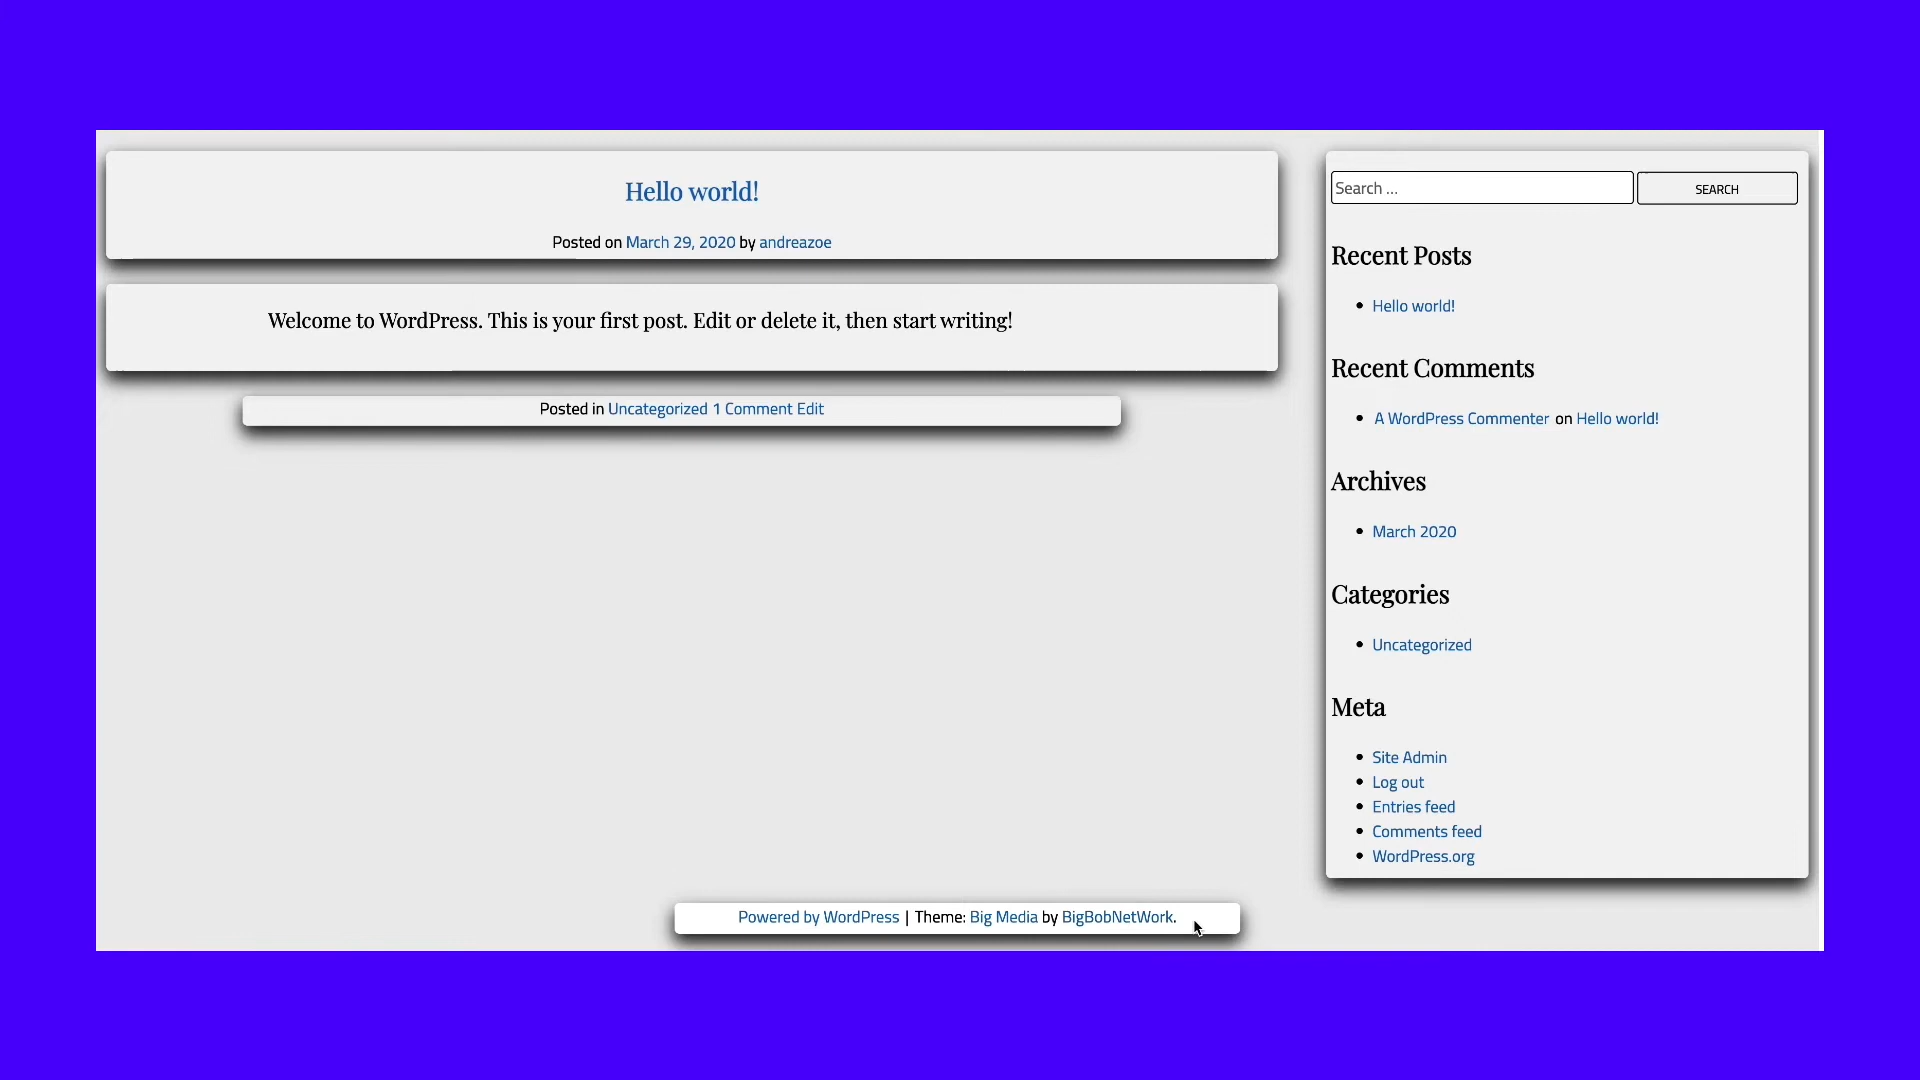 Hello world!
Posted on March 29, 2020 by andreazoe
Welcome to WordPress. This is your first post. Edit or delete it, then start writing!
Posted in Uncategorized 1 Comment Edit
Search ...
SEARCH
Recent Posts
Hello world!
Recent Comments
A WordPress Commenter on Hello world!
Archives
March 2020
Categories
Uncategorized
Meta
Site Admin
Log out
Entries feed
Comments feed
WordPress.org
Powered by WordPress | Theme: Big Media by BigBobNetWork.